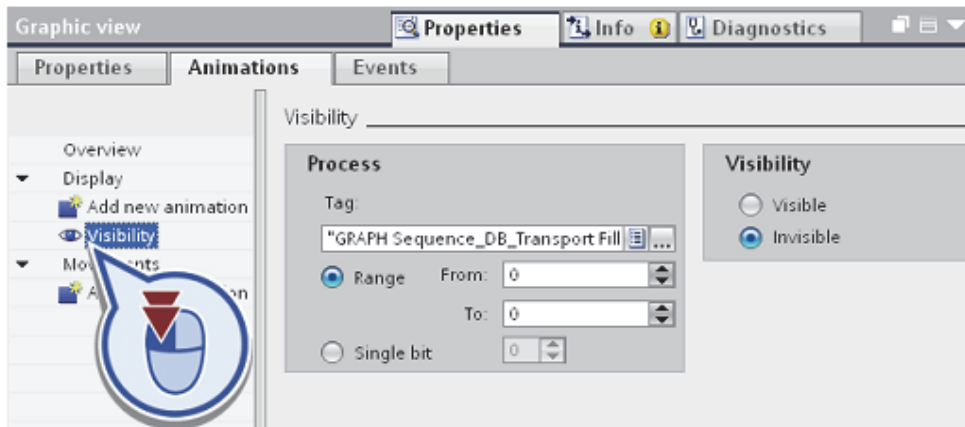 Graphic view
Properties
Info
Diagnostics
Properties
Animations
Events
Visibility
Overview
Display
Add new animation
Visibility
Process
Tag:
"GRAPH Sequence_DB_Transport Fill
...
Range
From:
0
To:
0
Single bit
0
Visibility
Visible
Invisible